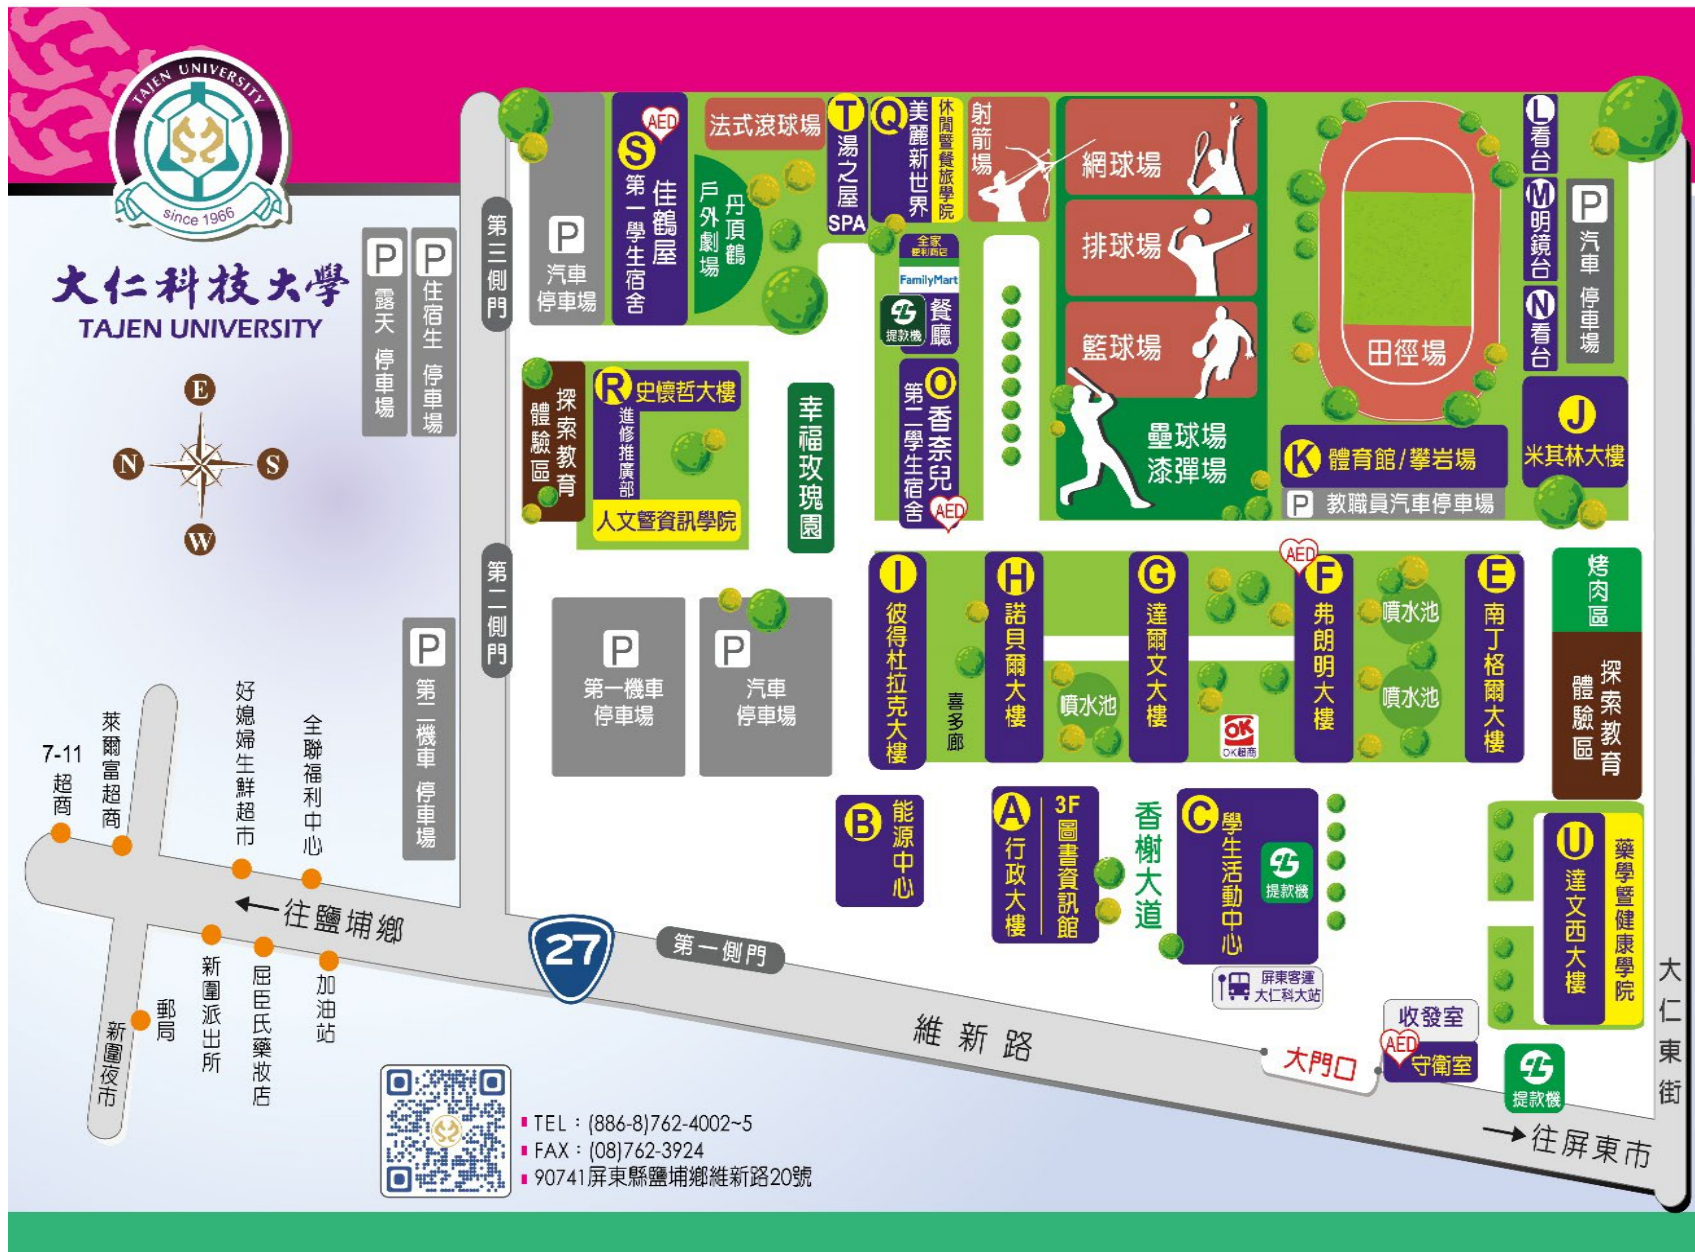 TAJEN UNIVERSITY
since 1966
大仁科技大學
TAJEN UNIVERSITY
E
N
S
W
P
露天 停車場
P
住宿生 停車場
第三側門
P
汽車
停車場
AED
S
佳鶴屋
第一學生宿舍
法式滾球場
丹頂鶴
戶外劇場
T
湯之屋
SPA
Q
美麗新世界
休閒暨餐旅學院
射箭場
全家
便利商店
FamilyMart
提款機
餐廳
網球場
排球場
籃球場
壘球場
漆彈場
田徑場
L
看台
M
明鏡台
N
看台
P
汽車 停車場
J
米其林大樓
K
體育館/攀岩場
P 教職員汽車停車場
探索教育
體驗區
R
史懷哲大樓
進修推廣部
人文暨資訊學院
幸福玫瑰園
O
香奈兒
第二學生宿舍
AED
第二側門
P
第一機車
停車場
P
汽車
停車場
P
第二機車 停車場
I
彼得杜拉克大樓
喜多廊
H
諾貝爾大樓
噴水池
G
達爾文大樓
OK
OK超商
AED
F
弗朗明大樓
噴水池
噴水池
E
南丁格爾大樓
烤肉區
探索教育
體驗區
B
能源中心
A
行政大樓
3F
圖書資訊館
香榭大道
C
學生活動中心
提款機
屏東客運
大仁科大站
U
達文西大樓
藥學暨健康學院
大仁東街
收發室
AED
守衛室
大門口
提款機
往屏東市
維新路
第一側門
27
往鹽埔鄉
7-11
超商
萊爾富超商
好媳婦生鮮超市
全聯福利中心
新圍派出所
屈臣氏藥妝店
加油站
郵局
新圍夜市
TEL:(886-8)762-4002~5
FAX:(08)762-3924
90741屏東縣鹽埔鄉維新路20號